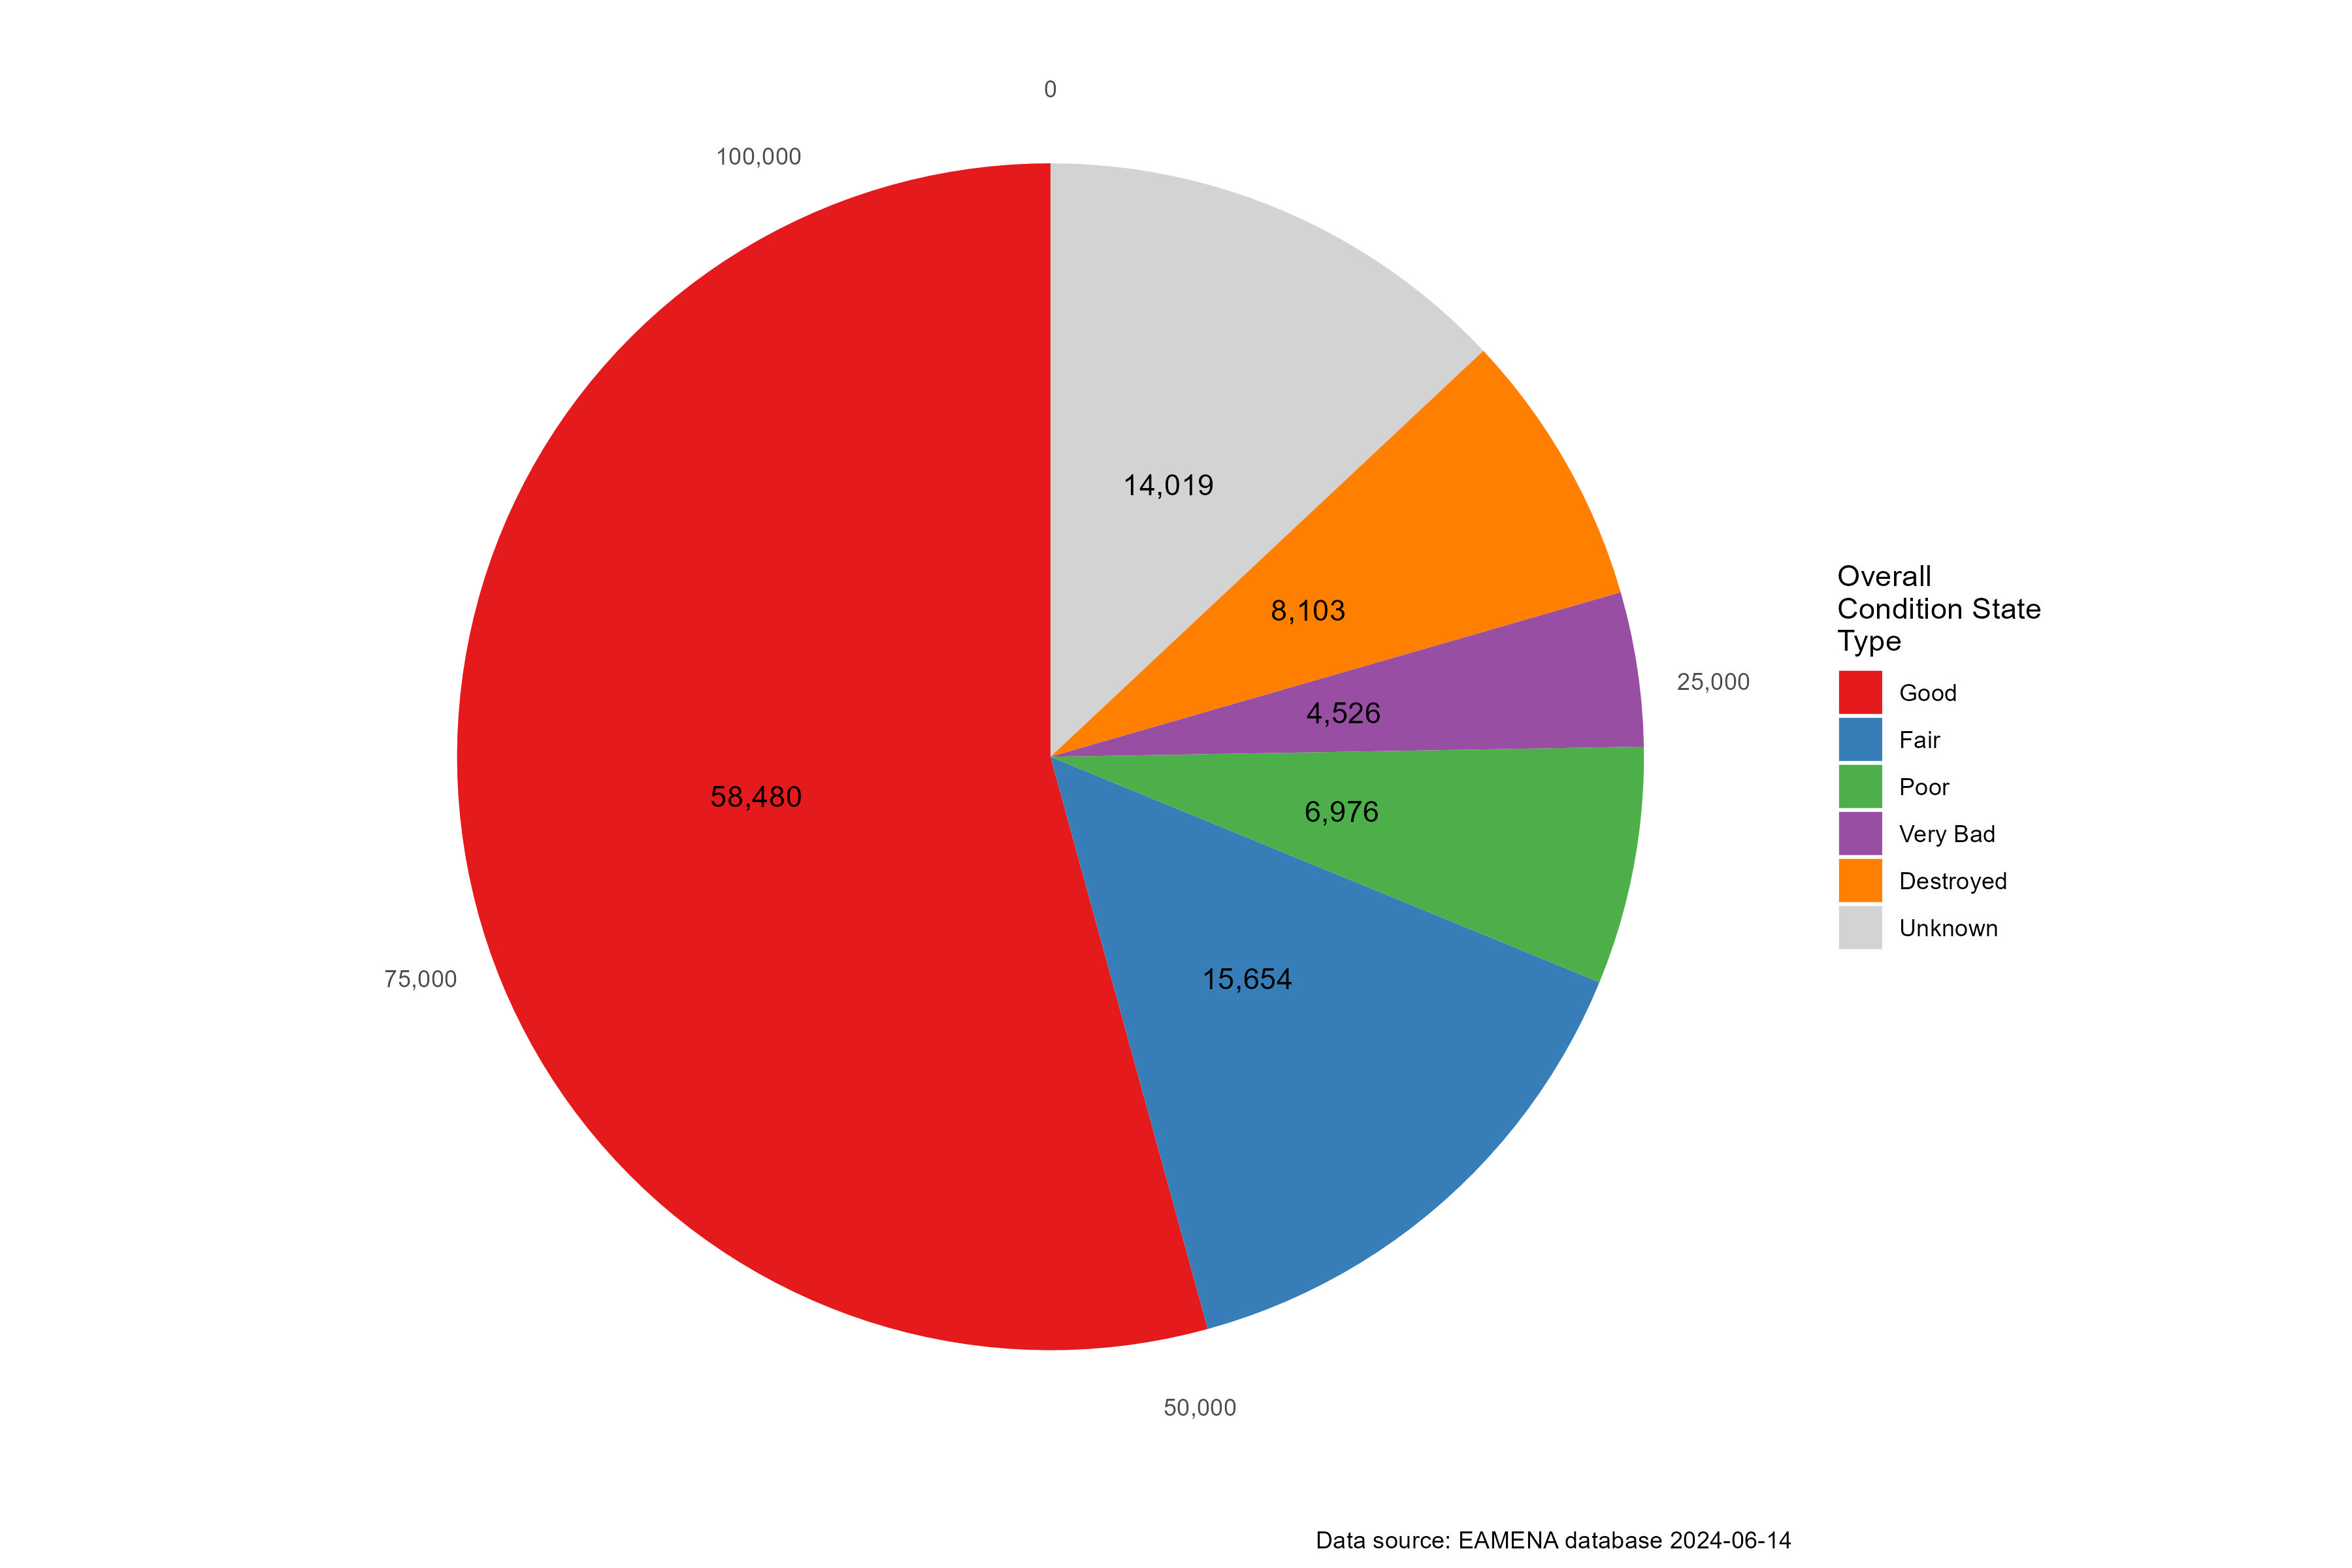 0
100,000
14,019
8,103
25,000
4,526
58,480
6,976
15,654
75,000
50,000
Overall
Condition State
Type
Good
Fair
Poor
Very Bad
Destroyed
Unknown
Data source: EAMENA database 2024-06-14